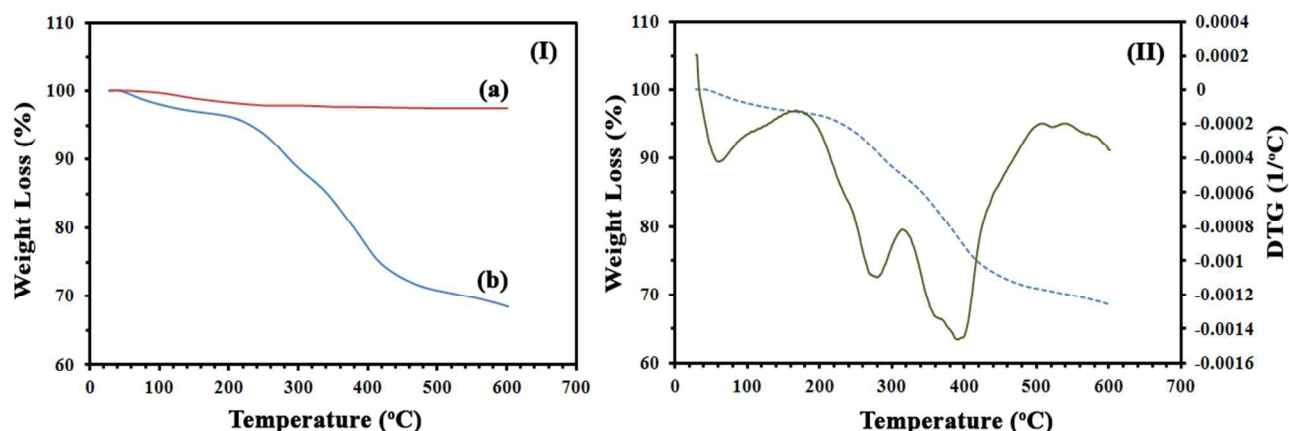 110
100
90
80
70
60
Weight Loss (%)
(I)
(a)
(b)
0 100 200 300 400 500 600 700
Temperature (°C)
110
100
90
80
70
60
Weight Loss (%)
(II)
0.0004
0.0002
0
-0.0002
-0.0004
-0.0006
-0.0008
-0.001
-0.0012
-0.0014
-0.0016
DTG (1/°C)
0 100 200 300 400 500 600 700
Temperature (°C)